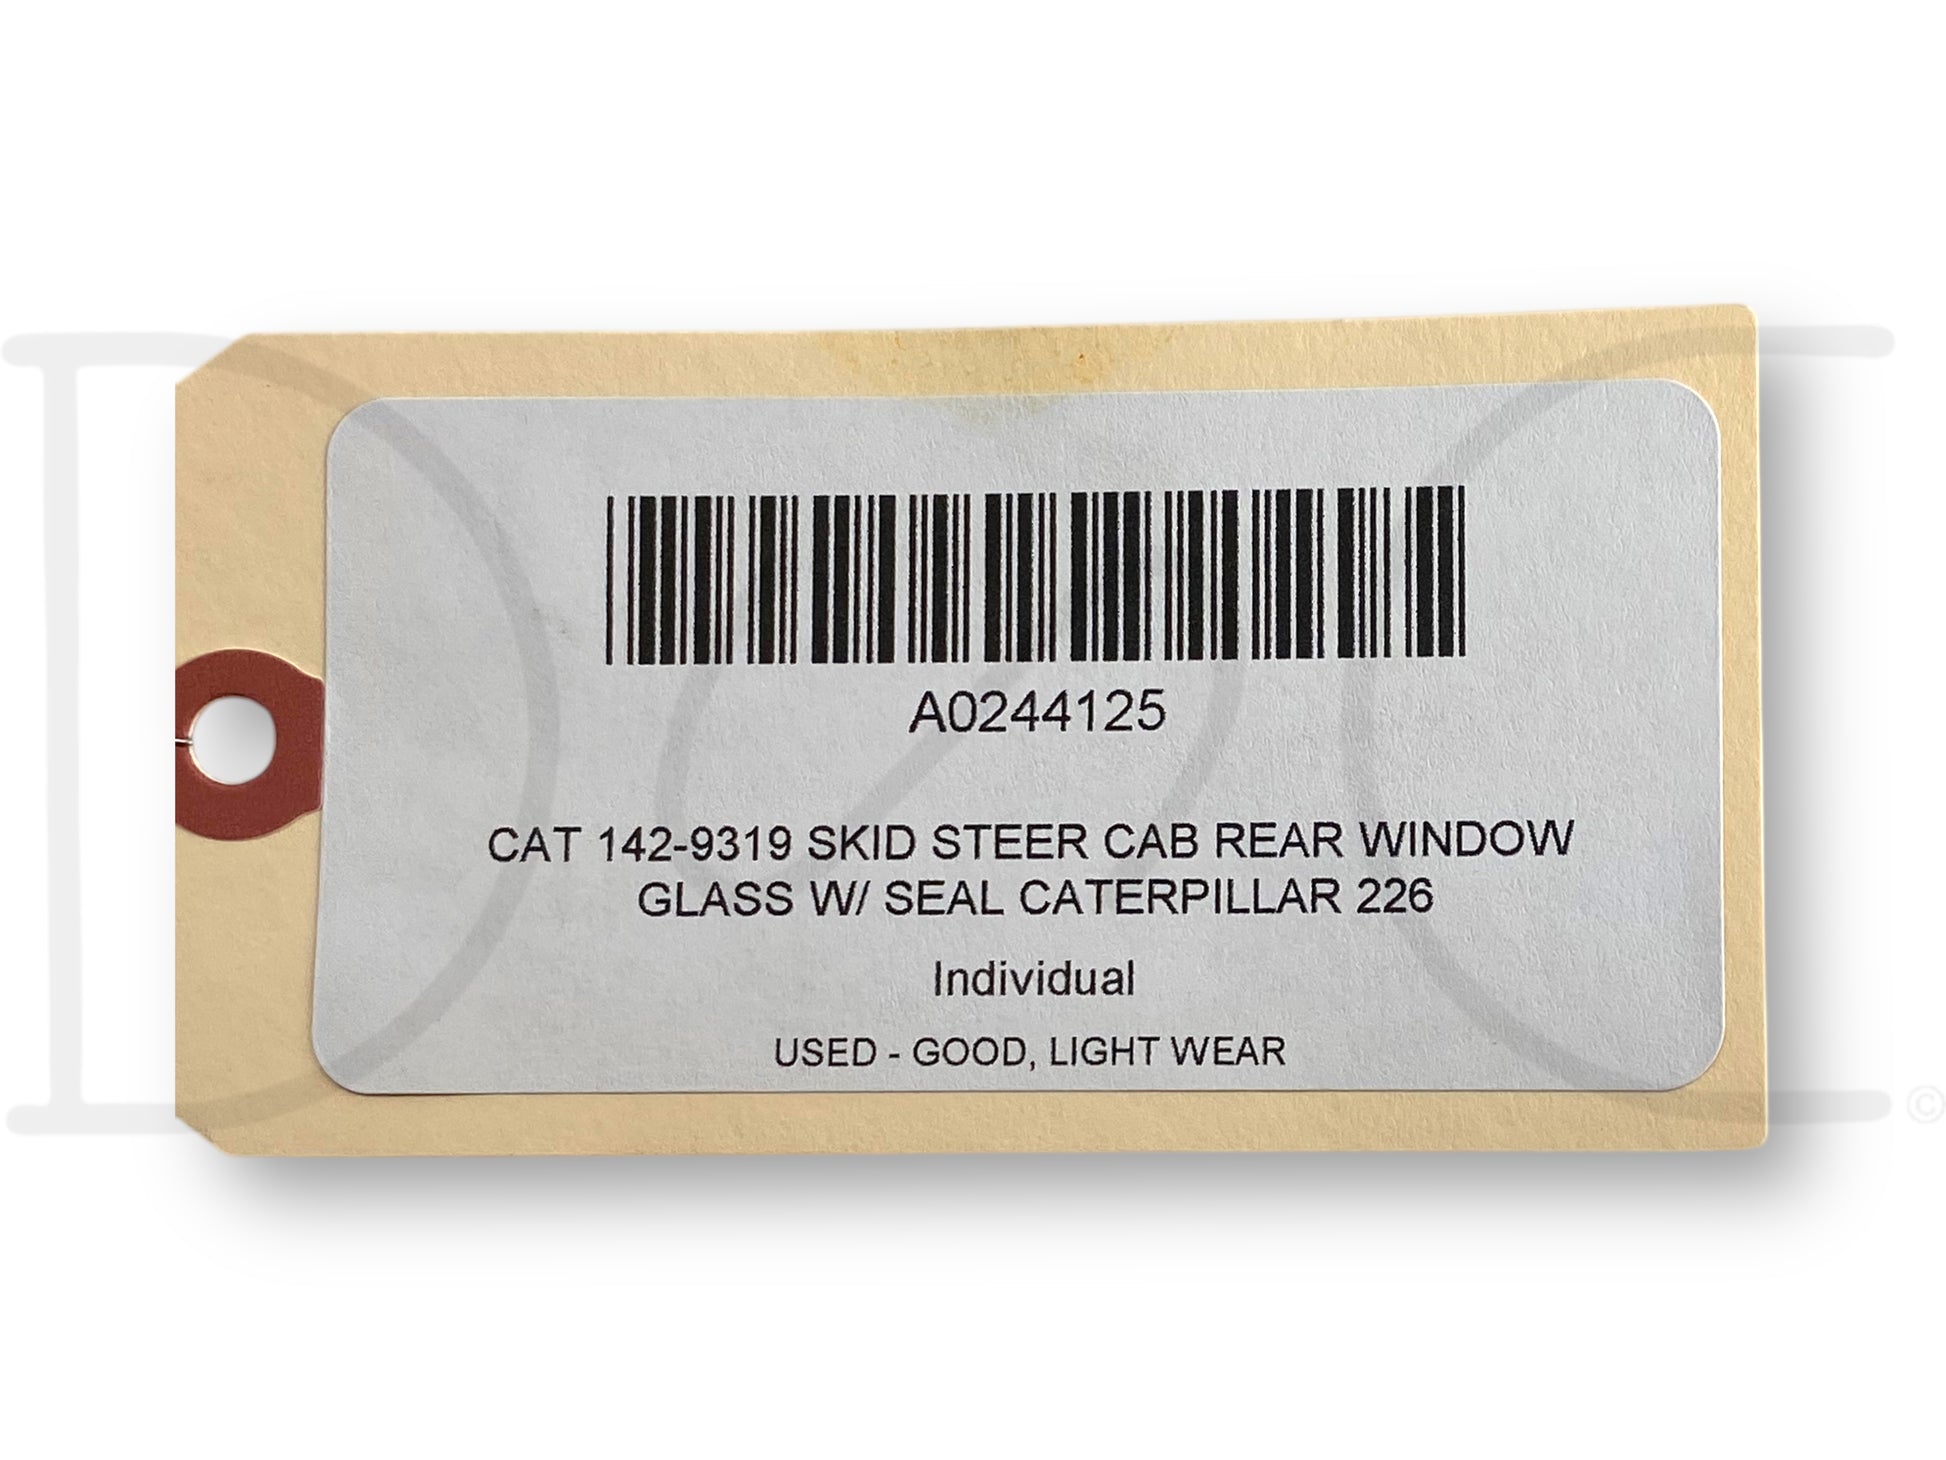 A0244125
CAT 142-9319 SKID STEER CAB REAR WINDOW
GLASS W/ SEAL CATERPILLAR 226
Individual
USED - GOOD, LIGHT WEAR
©